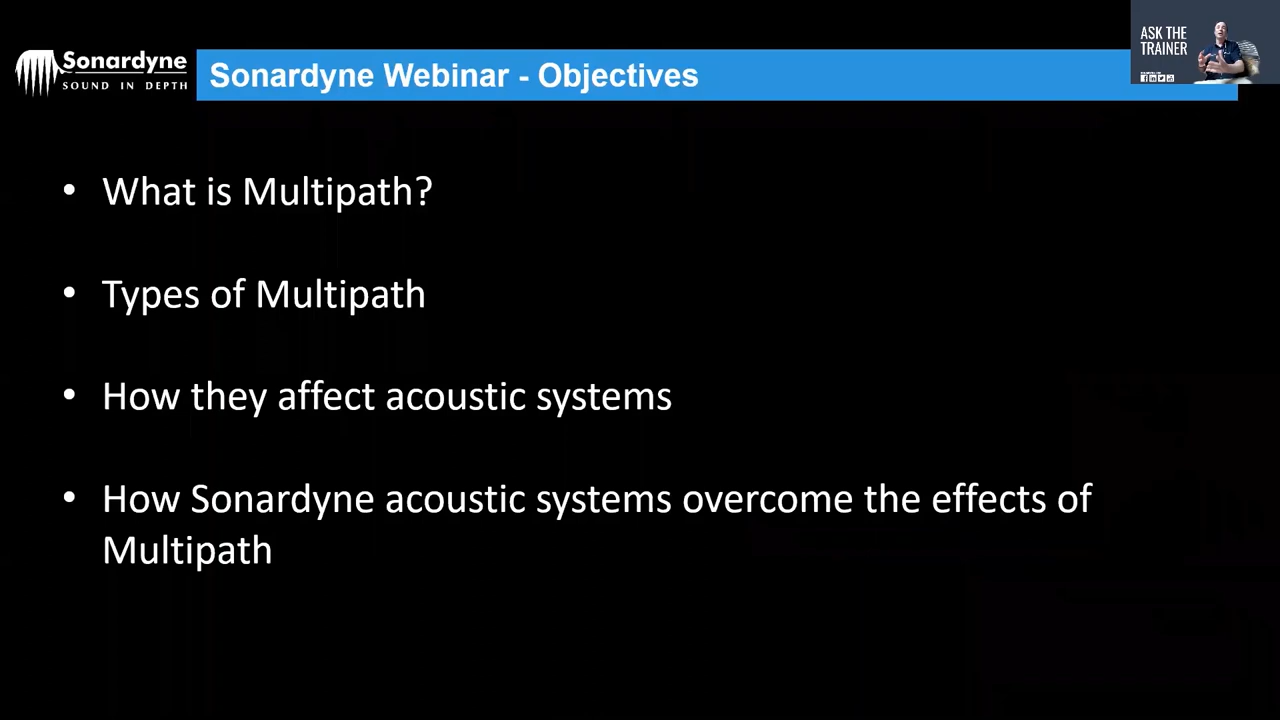 Sonardyne
SOUND IN DEPTH
Sonardyne Webinar - Objectives
ASK THE
TRAINER
• What is Multipath?
• Types of Multipath
• How they affect acoustic systems
• How Sonardyne acoustic systems overcome the effects of
Multipath